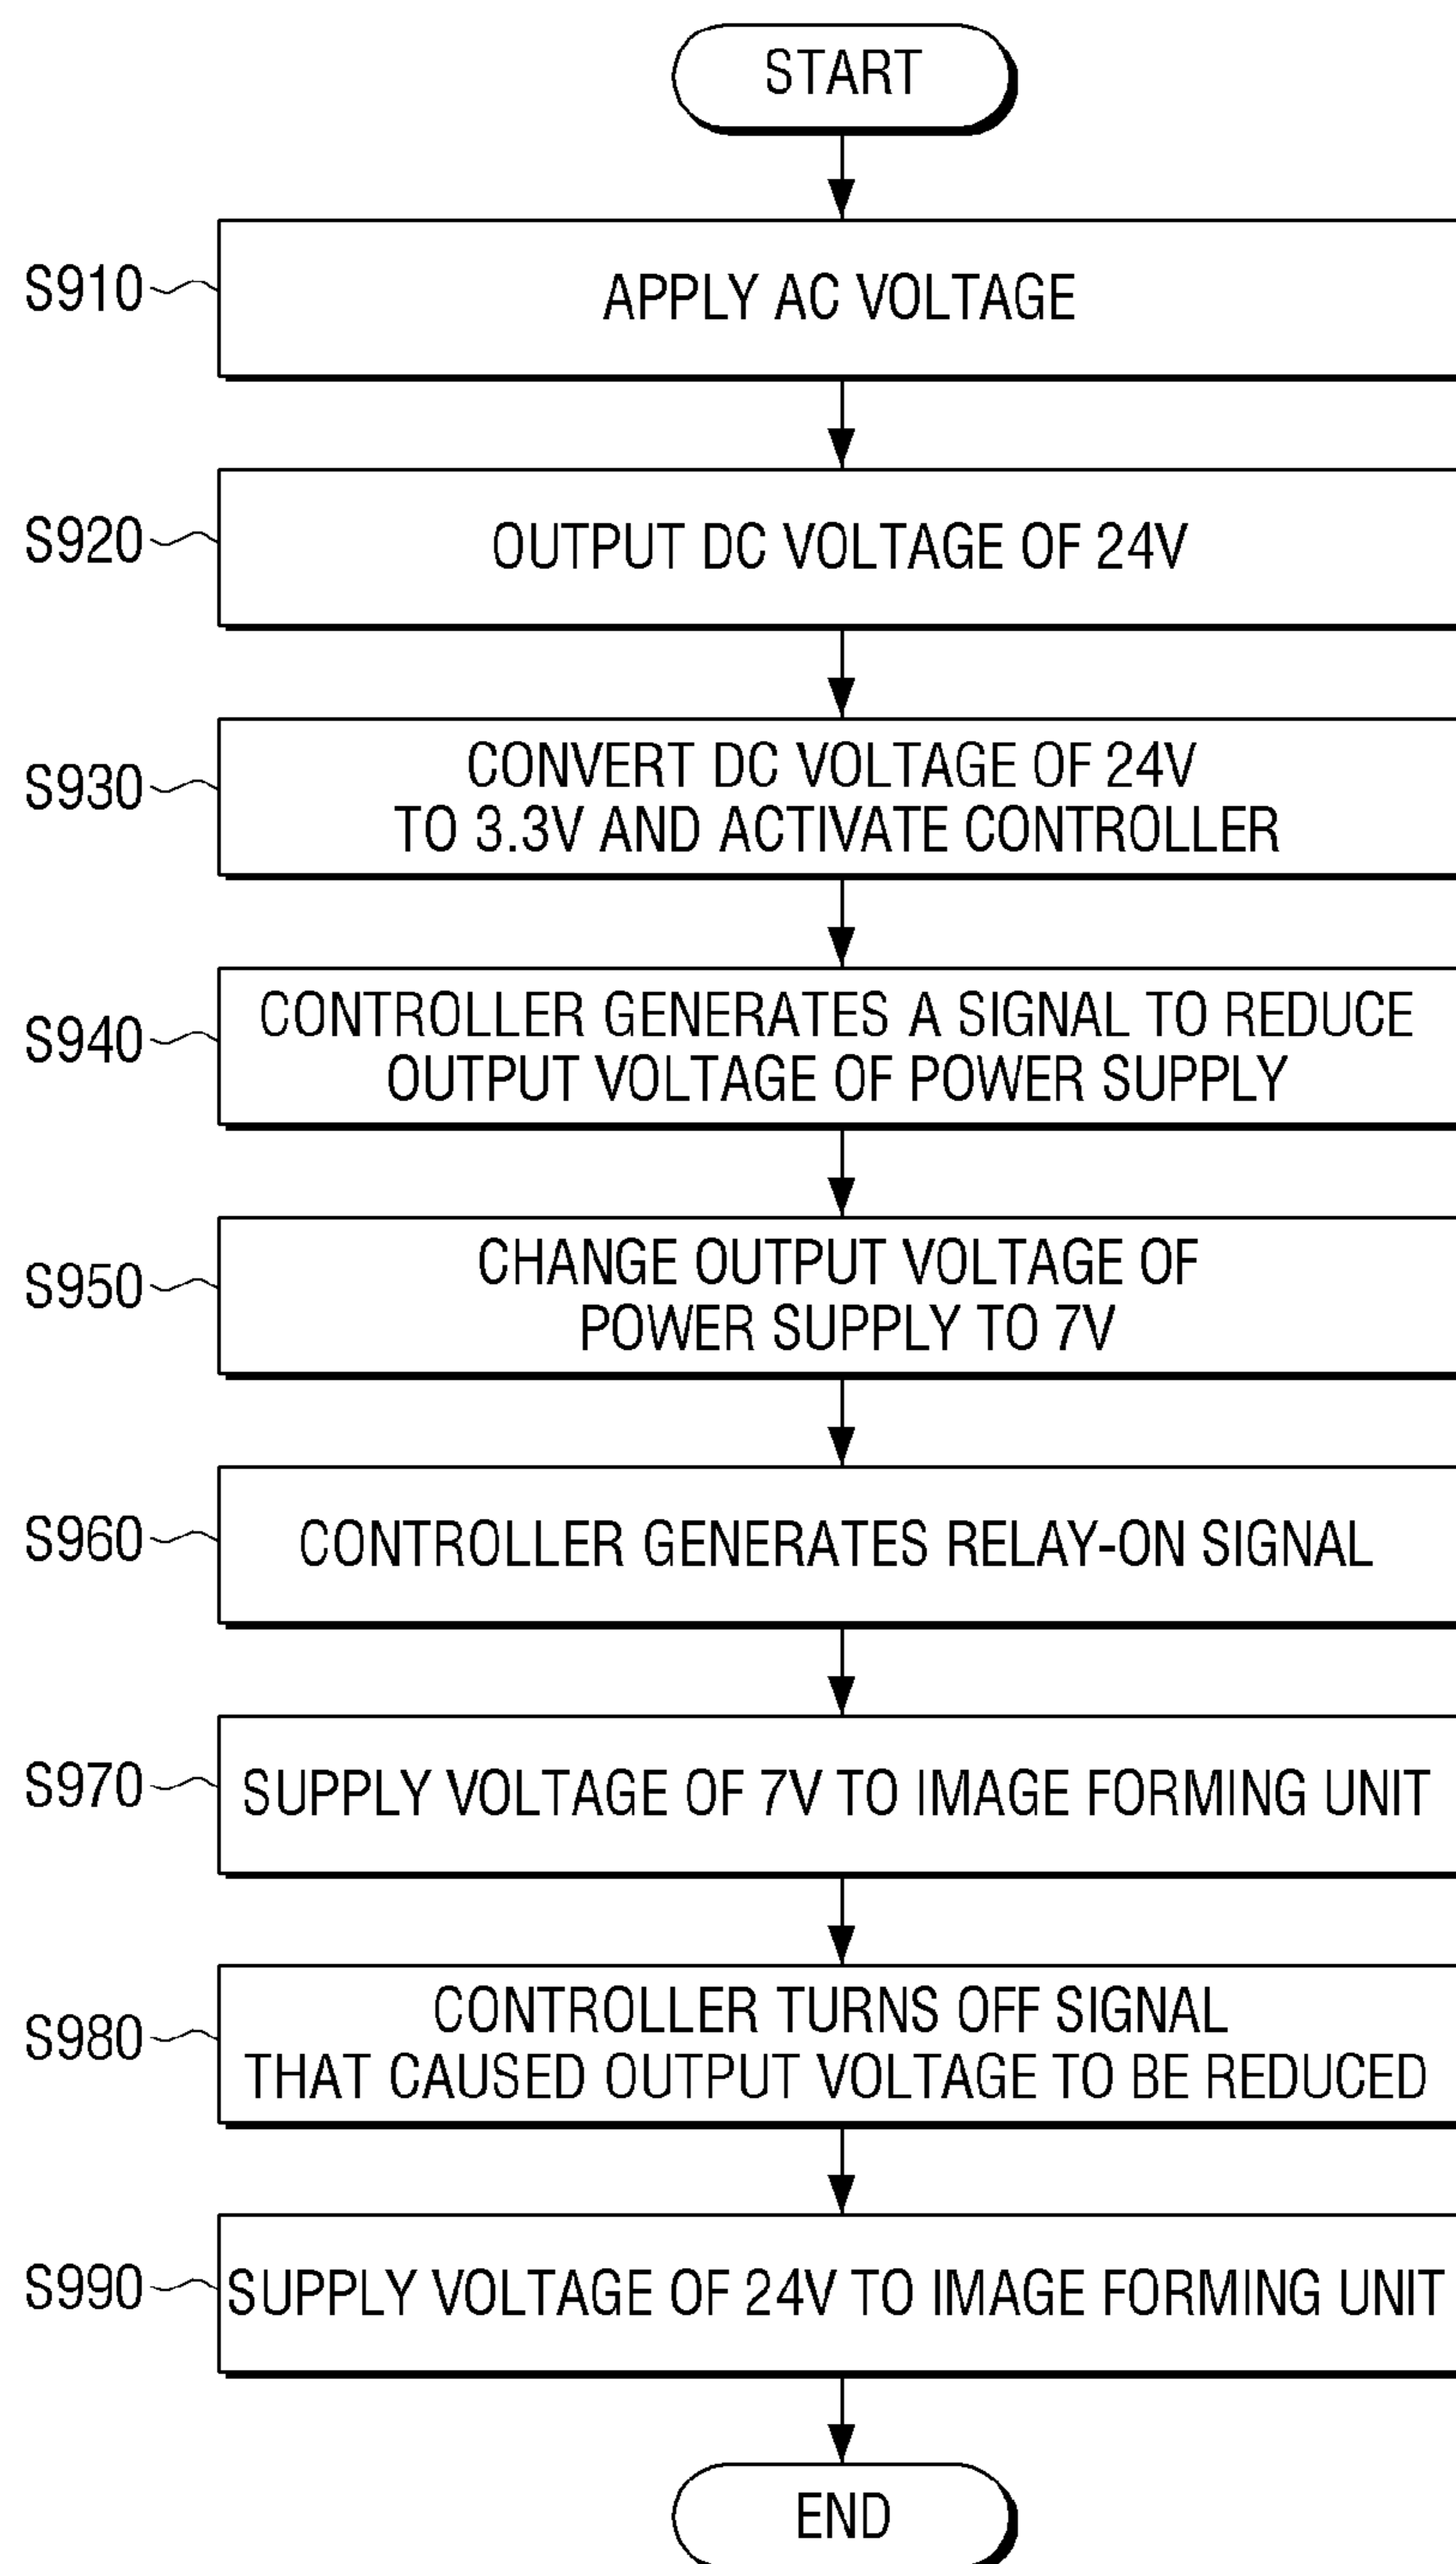 START
S910
APPLY AC VOLTAGE
S920
OUTPUT DC VOLTAGE OF 24V
S930
CONVERT DC VOLTAGE OF 24V
TO 3.3V AND ACTIVATE CONTROLLER
S940
CONTROLLER GENERATES A SIGNAL TO REDUCE
OUTPUT VOLTAGE OF POWER SUPPLY
S950
CHANGE OUTPUT VOLTAGE OF
POWER SUPPLY TO 7V
S960
CONTROLLER GENERATES RELAY-ON SIGNAL
S970
SUPPLY VOLTAGE OF 7V TO IMAGE FORMING UNIT
S980
CONTROLLER TURNS OFF SIGNAL
THAT CAUSED OUTPUT VOLTAGE TO BE REDUCED
S990
SUPPLY VOLTAGE OF 24V TO IMAGE FORMING UNIT
END